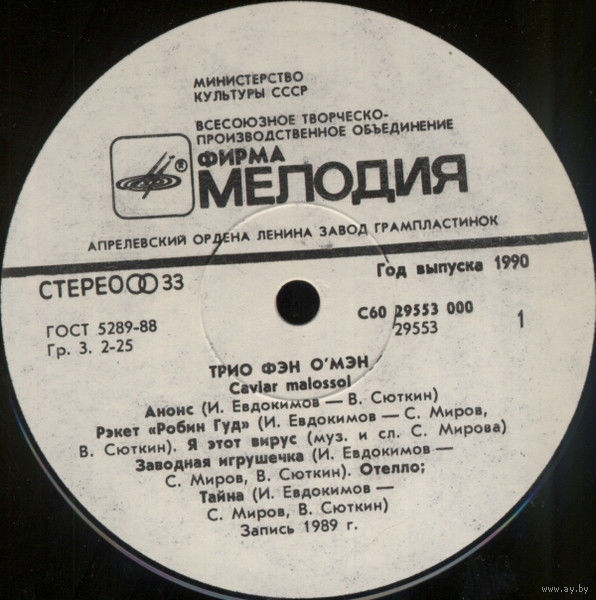 МИНИСТЕРСТВО
КУЛЬТУРЫ СССР
ВСЕСОЮЗНОЕ ТВОРЧЕСКО-
ПРОИЗВОДСТВЕННОЕ ОБЪЕДИНЕНИЕ
®
ФИРМА
МЕЛОДИЯ
АПРЕЛЕВСКИЙ ОРДЕНА ЛЕНИНА ЗАВОД ГРАМПЛАСТИНОК
СТЕРЕО 33
Год выпуска 1990
ГОСТ 5289-88
Гр. 3. 2-25
С60 29553 000
29553
1
ТРИО ФЭН О'МЭН
Caviar malossol
Анонс (И. Евдокимов — В. Сюткин)
Рэкет «Робин Гуд» (И. Евдокимов — С. Миров,
В. Сюткин). Я этот вирус (муз. и сл. С. Мирова)
Заводная игрушечка (И. Евдокимов —
С. Миров, В. Сюткин). Отелло;
Тайна (И. Евдокимов —
С. Миров, В. Сюткин)
Запись 1989 г.
www.ay.by